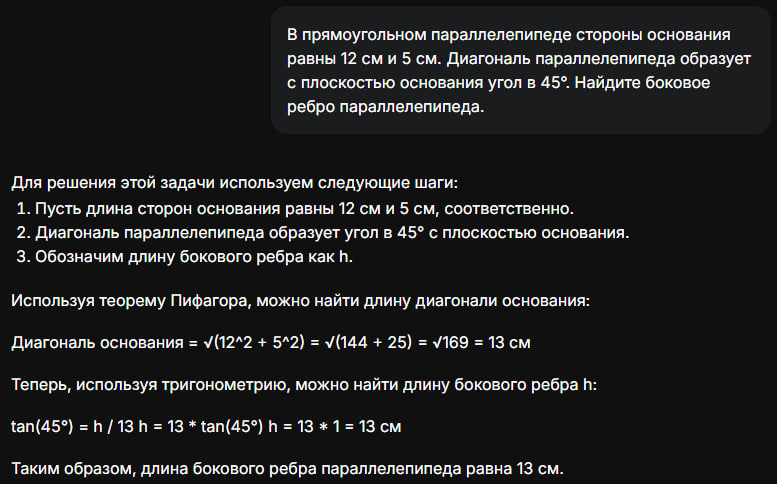 В прямоугольном параллелепипеде стороны основания
равны 12 см и 5 см. Диагональ параллелепипеда образует
с плоскостью основания угол в 45°. Найдите боковое
ребро параллелепипеда.
Для решения этой задачи используем следующие шаги:
1. Пусть длина сторон основания равны 12 см и 5 см, соответственно.
2. Диагональ параллелепипеда образует угол в 45° с плоскостью основания.
3. Обозначим длину бокового ребра как h.
Используя теорему Пифагора, можно найти длину диагонали основания:
Диагональ основания = √(12^2 + 5^2) = √(144 + 25) = √169 = 13 см
Теперь, используя тригонометрию, можно найти длину бокового ребра h:
tan(45°) = h / 13 h = 13 * tan(45°) h = 13 * 1 = 13 см
Таким образом, длина бокового ребра параллелепипеда равна 13 см.